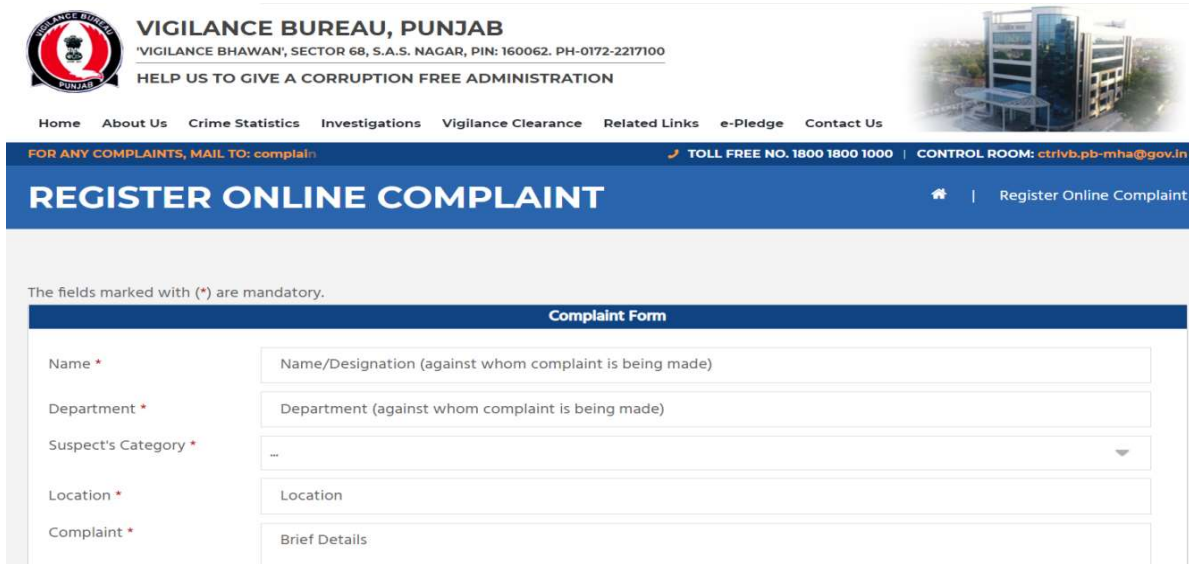 VIGILANCE BUREAU
PUNJAB
VIGILANCE BUREAU, PUNJAB
'VIGILANCE BHAWAN', SECTOR 68, S.A.S. NAGAR, PIN: 160062. PH-0172-2217100
HELP US TO GIVE A CORRUPTION FREE ADMINISTRATION
Home About Us Crime Statistics Investigations Vigilance Clearance Related Links e-Pledge Contact Us
FOR ANY COMPLAINTS, MAIL TO: complain TOLL FREE NO. 1800 1800 1000 | CONTROL ROOM: ctrlvb.pb-mha@gov.in
REGISTER ONLINE COMPLAINT | Register Online Complaint
The fields marked with (*) are mandatory.
Complaint Form
Name * Name/Designation (against whom complaint is being made)
Department * Department (against whom complaint is being made)
Suspect's Category * ...
Location * Location
Complaint * Brief Details